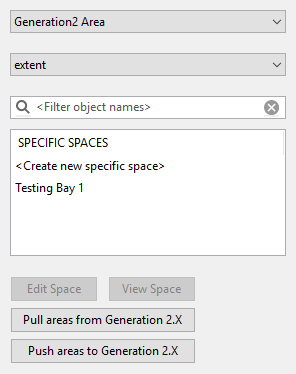 Generation2 Area
extent
<Filter object names>
SPECIFIC SPACES
<Create new specific space>
Testing Bay 1
Edit Space View Space
Pull areas from Generation 2.X
Push areas to Generation 2.X